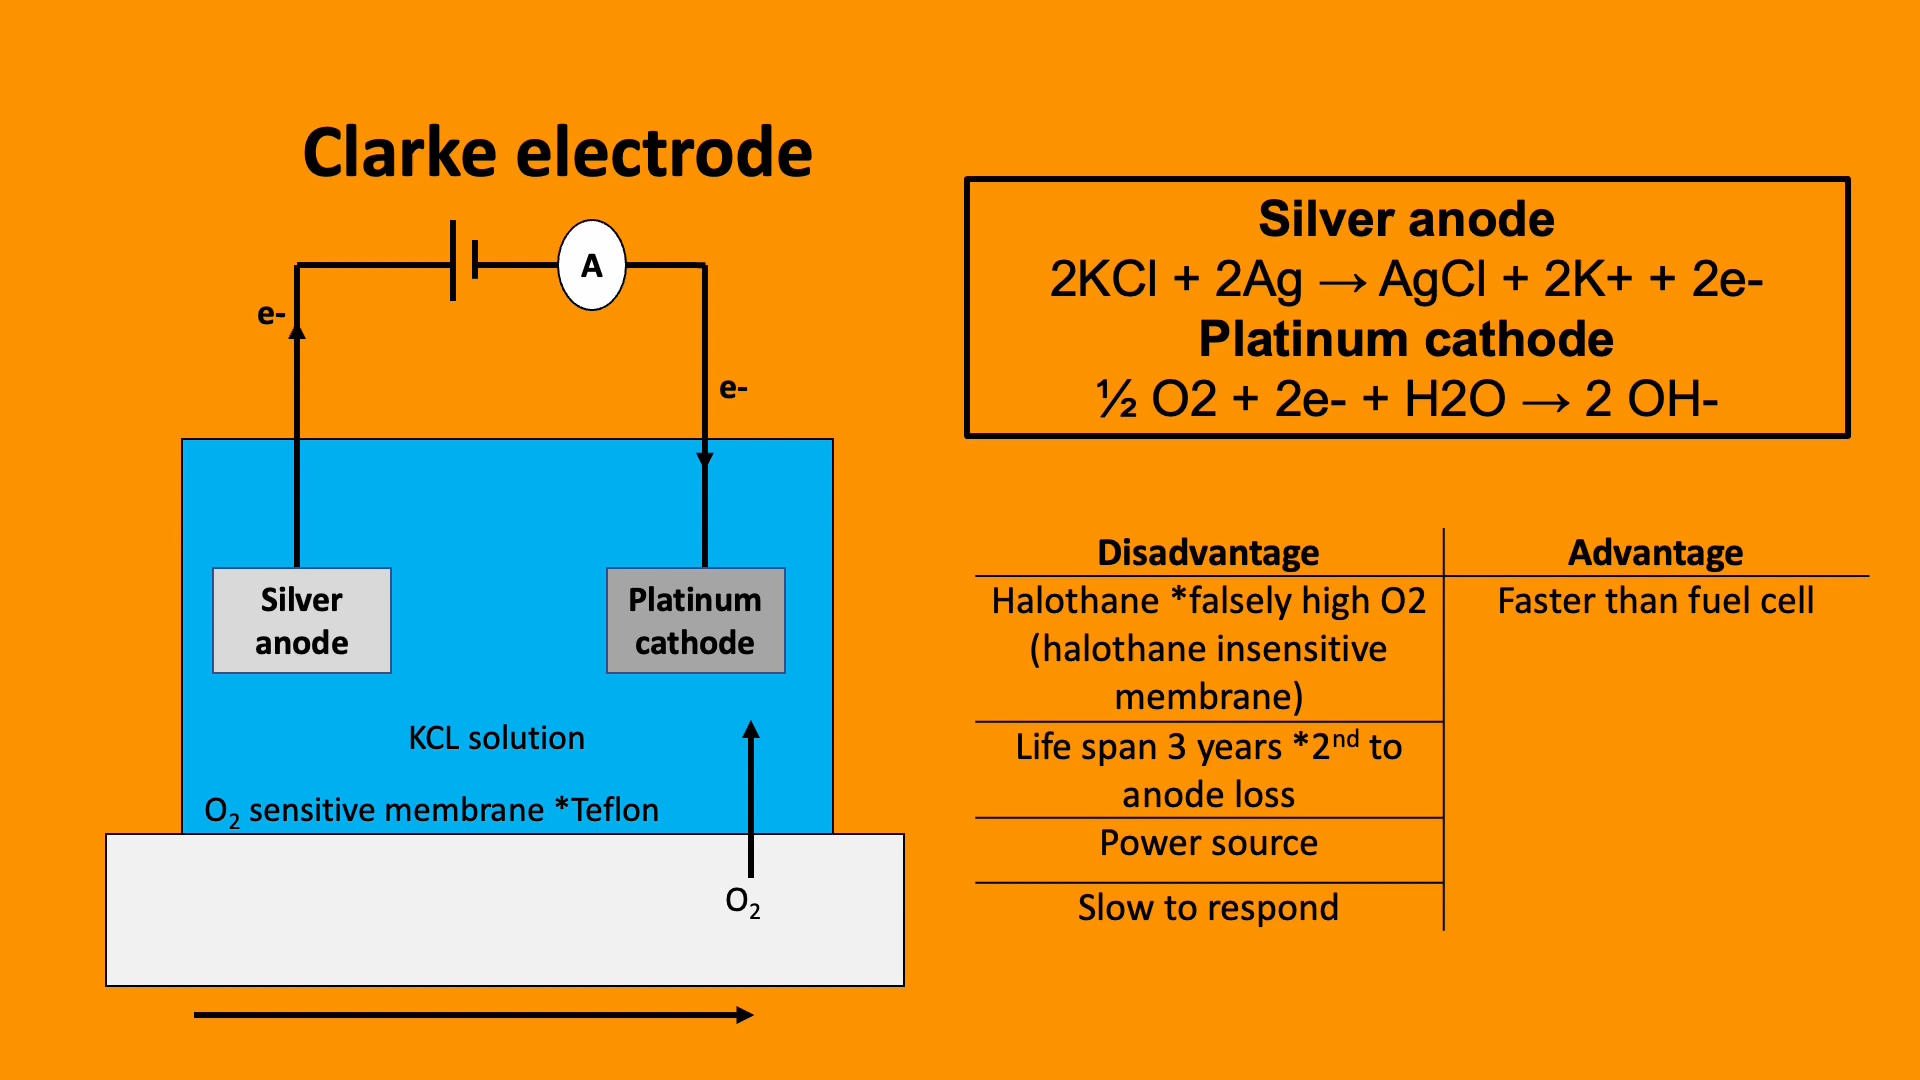 Clarke electrode
A
e-
e-
Silver
anode
Platinum
cathode
KCL solution
O₂ sensitive membrane *Teflon
O₂
Silver anode
2KCl + 2Ag → AgCl + 2K+ + 2e-
Platinum cathode
½ O2 + 2e- + H2O → 2 OH-
Disadvantage
Advantage
Halothane *falsely high O2
(halothane insensitive
membrane)
Faster than fuel cell
Life span 3 years *2ⁿᵈ to
anode loss
Power source
Slow to respond